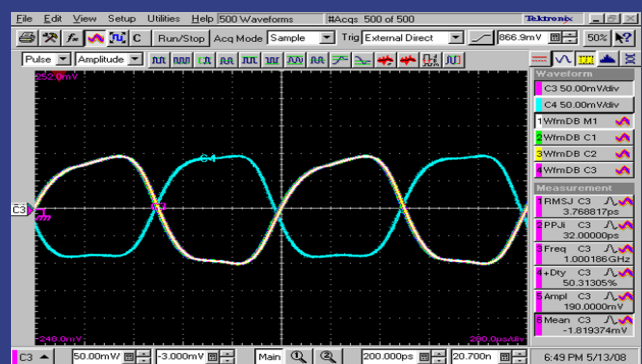 File Edit View Setup Utilities Help 500 Waveforms #Acqs 500 of 500 Tektronix
C Run/Stop Acq Mode Sample Trig External Direct 866.9mV 50%
Pulse Amplitude
252.0mV
Waveform
C3 50.00mV/div
C4 50.00mV/div
1 WfmDB M1
2 WfmDB C1
3 WfmDB C2
4 WfmDB C3
C4
C3
Measurement
1 RMSJ C3
3.768817ps
2 PPJi C3
32.00000ps
3 Freq C3
1.000186GHz
4 +Dty C3
50.31305%
5 Ampl C3
190.0000mV
6 Mean C3
-1.819374mV
-248.0mV 200.0ps/div
C3 50.00mV -3.000mV Main 200.000ps 20.700n 6:49 PM 5/13/08